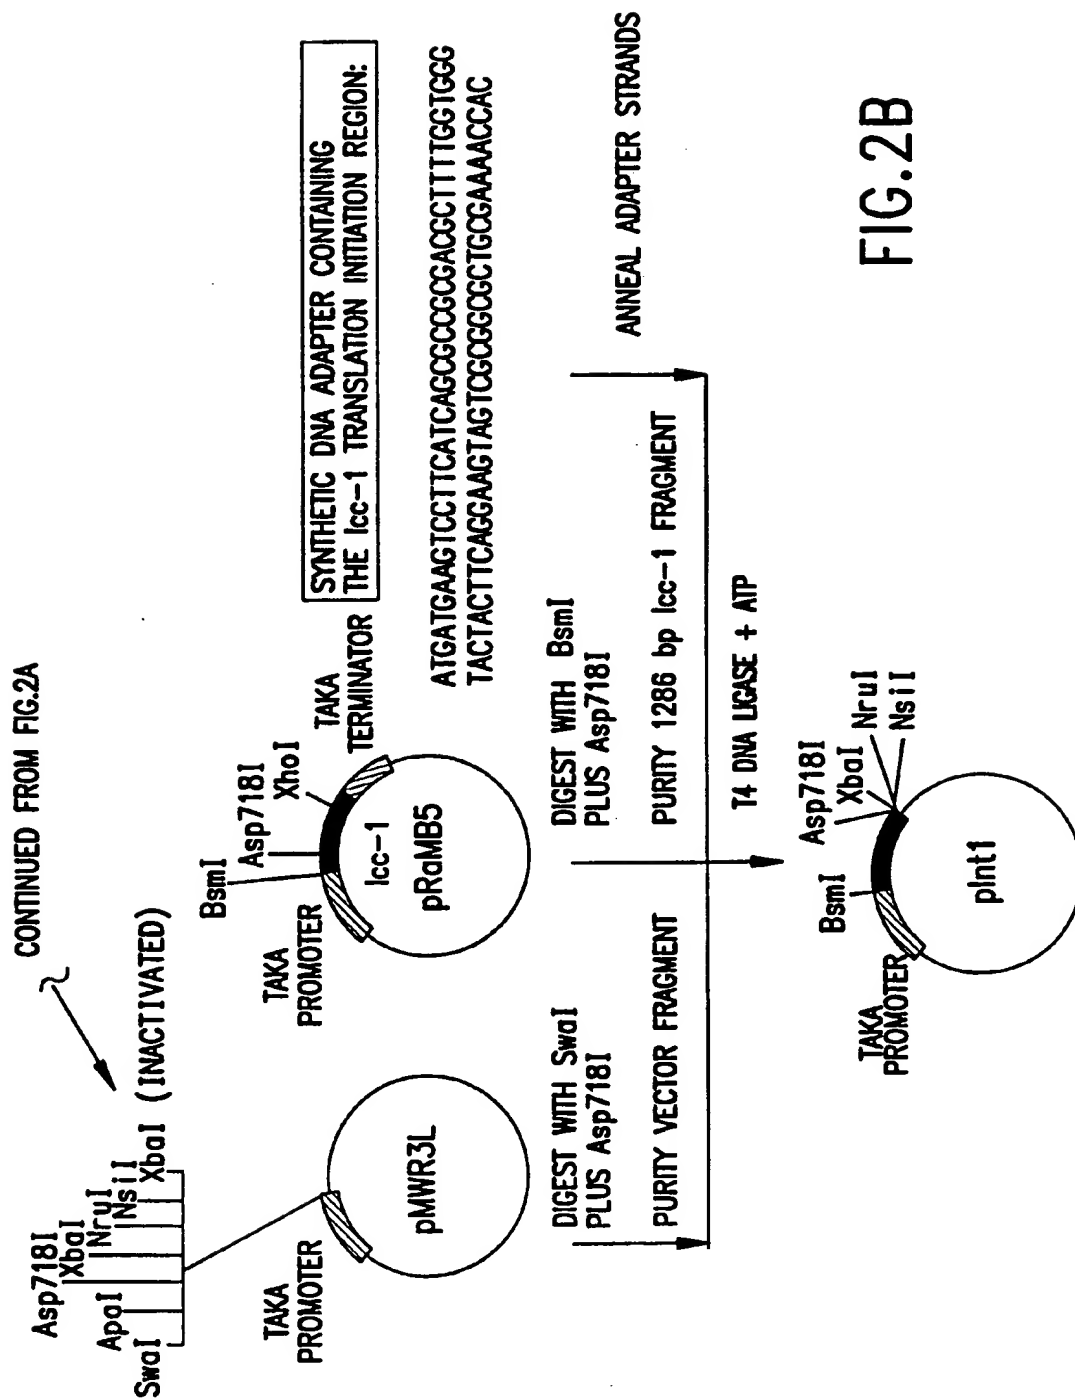 CONTINUED FROM FIG.2A
SwaI
ApaI
Asp718I
XbaI
NruI
NsiI
XbaI (INACTIVATED)
TAKA
PROMOTER
pMWR3L
BsmI
Asp718I
XhoI
TAKA
PROMOTER
lcc-1
pRaMB5
TAKA
TERMINATOR
SYNTHETIC DNA ADAPTER CONTAINING
THE lcc-1 TRANSLATION INITIATION REGION:
ATGATGAAGTCCTTCATCAGCGCCGCGACGCTTTTGGTGGG
TACTACTTCAGGAAGTAGTCGCGGCGCTGCGAAAACCAC
DIGEST WITH SwaI
PLUS Asp718I
PURITY VECTOR FRAGMENT
DIGEST WITH BsmI
PLUS Asp718I
PURITY 1286 bp lcc-1 FRAGMENT
ANNEAL ADAPTER STRANDS
T4 DNA LIGASE + ATP
TAKA
PROMOTER
BsmI
Asp718I
XbaI
NruI
NsiI
pInt1
FIG.2B